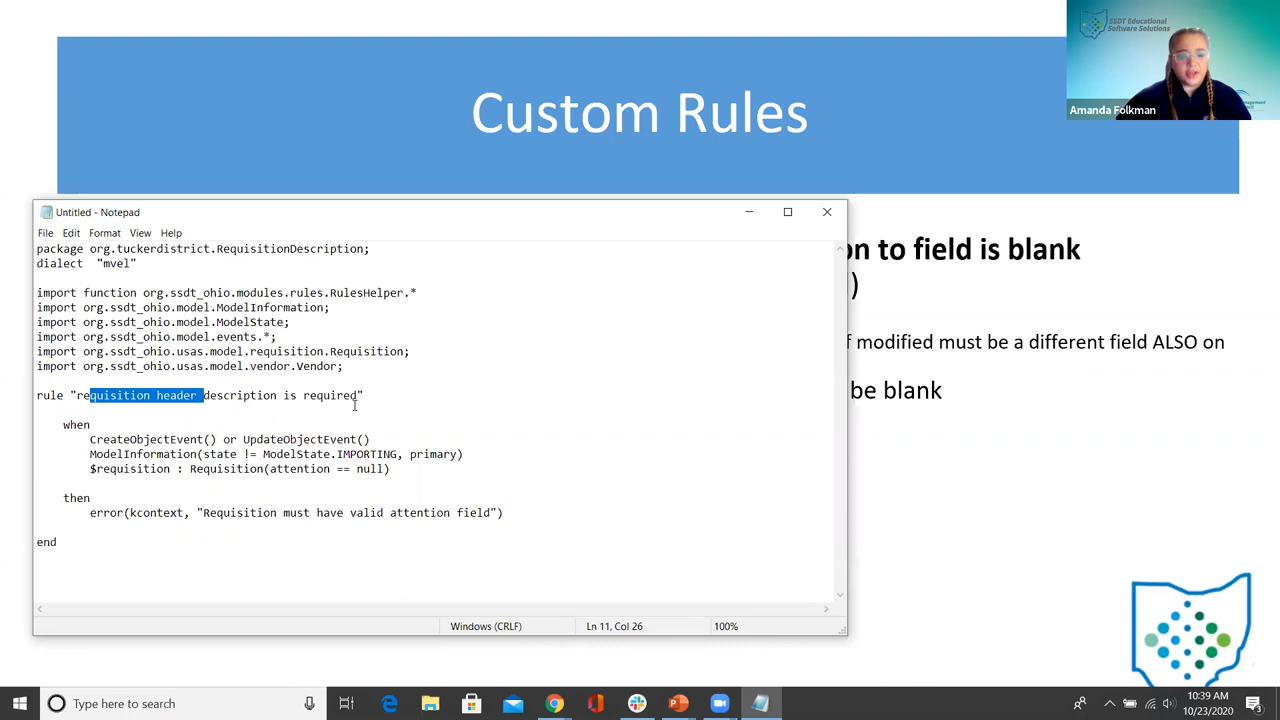 SSDT Educational
Software Solutions
Amanda Folkman
Custom Rules
on to field is blank
)
f modified must be a different field ALSO on
be blank
Untitled - Notepad
File Edit Format View Help
package org.tuckerdistrict.RequisitionDescription;
dialect "mvel"
import function org.ssdt_ohio.modules.rules.RulesHelper.*
import org.ssdt_ohio.model.ModelInformation;
import org.ssdt_ohio.model.ModelState;
import org.ssdt_ohio.model.events.*;
import org.ssdt_ohio.usas.model.requisition.Requisition;
import org.ssdt_ohio.usas.model.vendor.Vendor;
rule "requisition header description is required"
when
CreateObjectEvent() or UpdateObjectEvent()
ModelInformation(state != ModelState.IMPORTING, primary)
$requisition : Requisition(attention == null)
then
error(kcontext, "Requisition must have valid attention field")
end
Windows (CRLF) Ln 11, Col 26 100%
Type here to search
10:39 AM
10/23/2020